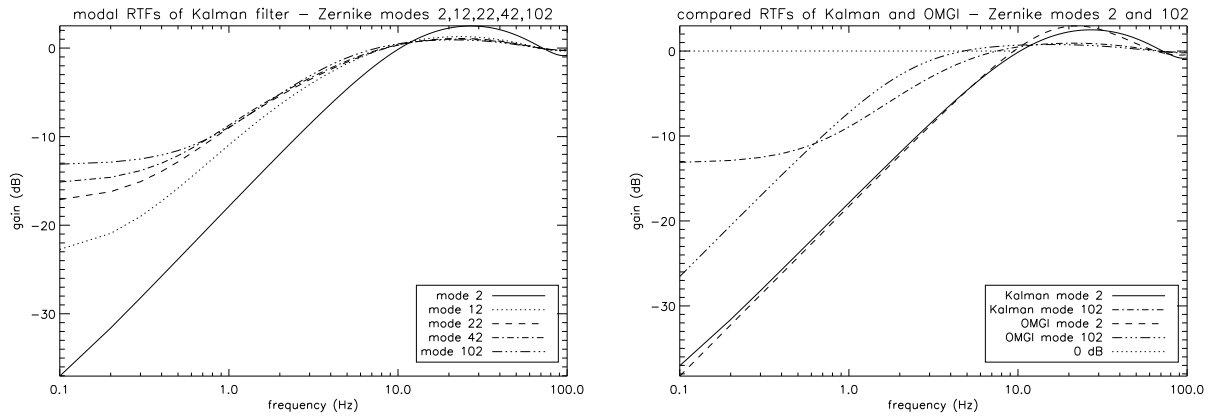 modal RTFs of Kalman filter – Zernike modes 2,12,22,42,102
gain (dB)
0
−10
−20
−30
0.1
1.0
10.0
100.0
frequency (Hz)
mode 2
mode 12
mode 22
mode 42
mode 102
compared RTFs of Kalman and OMGI – Zernike modes 2 and 102
gain (dB)
0
−10
−20
−30
0.1
1.0
10.0
100.0
frequency (Hz)
Kalman mode 2
Kalman mode 102
OMGI mode 2
OMGI mode 102
0 dB